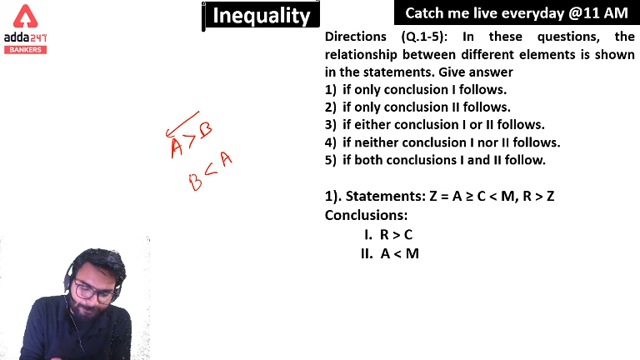 adda247
BANKERS
Inequality
Catch me live everyday @11 AM
Directions (Q.1-5): In these questions, the
relationship between different elements is shown
in the statements. Give answer
1) if only conclusion I follows.
2) if only conclusion II follows.
3) if either conclusion I or II follows.
4) if neither conclusion I nor II follows.
5) if both conclusions I and II follow.
A > B
B < A
1). Statements: Z = A ≥ C < M, R > Z
Conclusions:
I. R > C
II. A < M